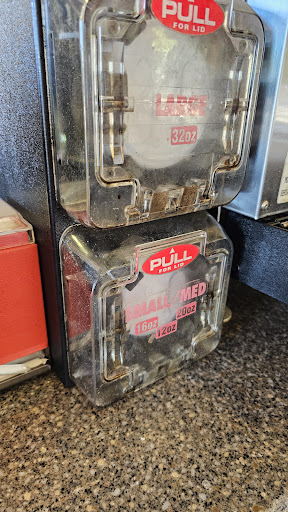 PULL
FOR LID
LARGE
32oz
PULL
FOR LID
SMALL/MED
16oz 20oz
12oz